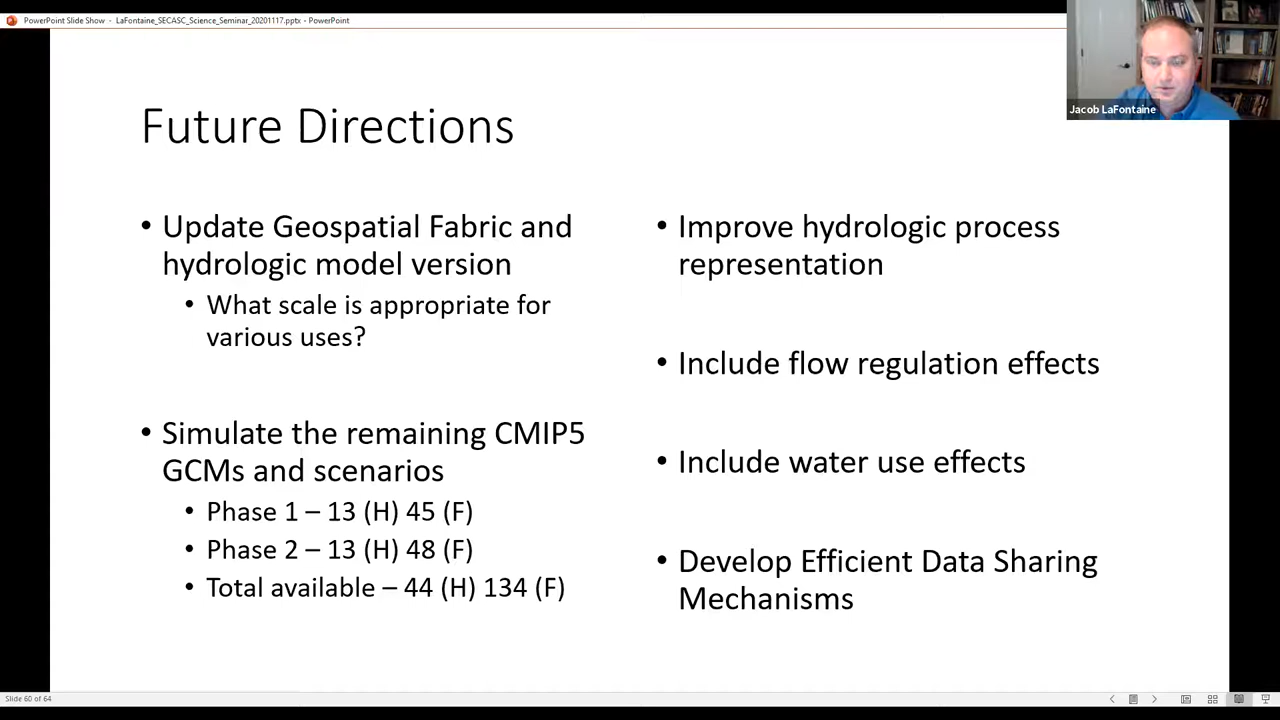 PowerPoint Slide Show - LaFontaine_SECASC_Science_Seminar_20201117.pptx - PowerPoint
Jacob LaFontaine
Future Directions
• Update Geospatial Fabric and
hydrologic model version
• What scale is appropriate for
various uses?
• Simulate the remaining CMIP5
GCMs and scenarios
• Phase 1 – 13 (H) 45 (F)
• Phase 2 – 13 (H) 48 (F)
• Total available – 44 (H) 134 (F)
• Improve hydrologic process
representation
• Include flow regulation effects
• Include water use effects
• Develop Efficient Data Sharing
Mechanisms
Slide 60 of 64